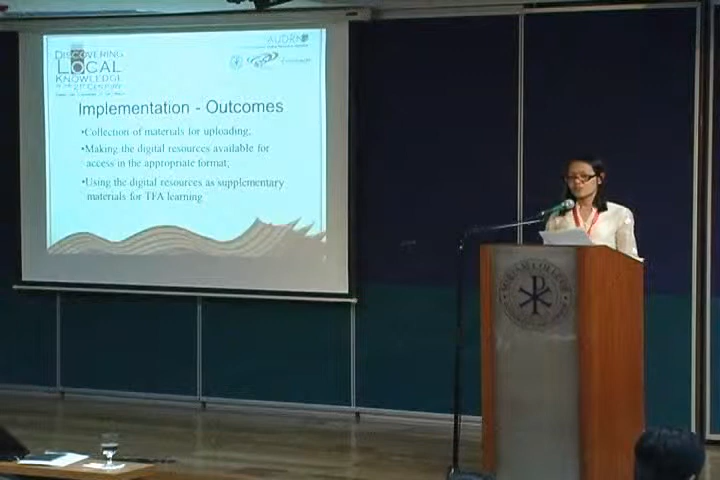 DISCOVERING
LOCAL
KNOWLEDGE
AUDRN
Implementation - Outcomes
•Collection of materials for uploading;
•Making the digital resources available for
access in the appropriate format;
•Using the digital resources as supplementary
materials for TFA learning